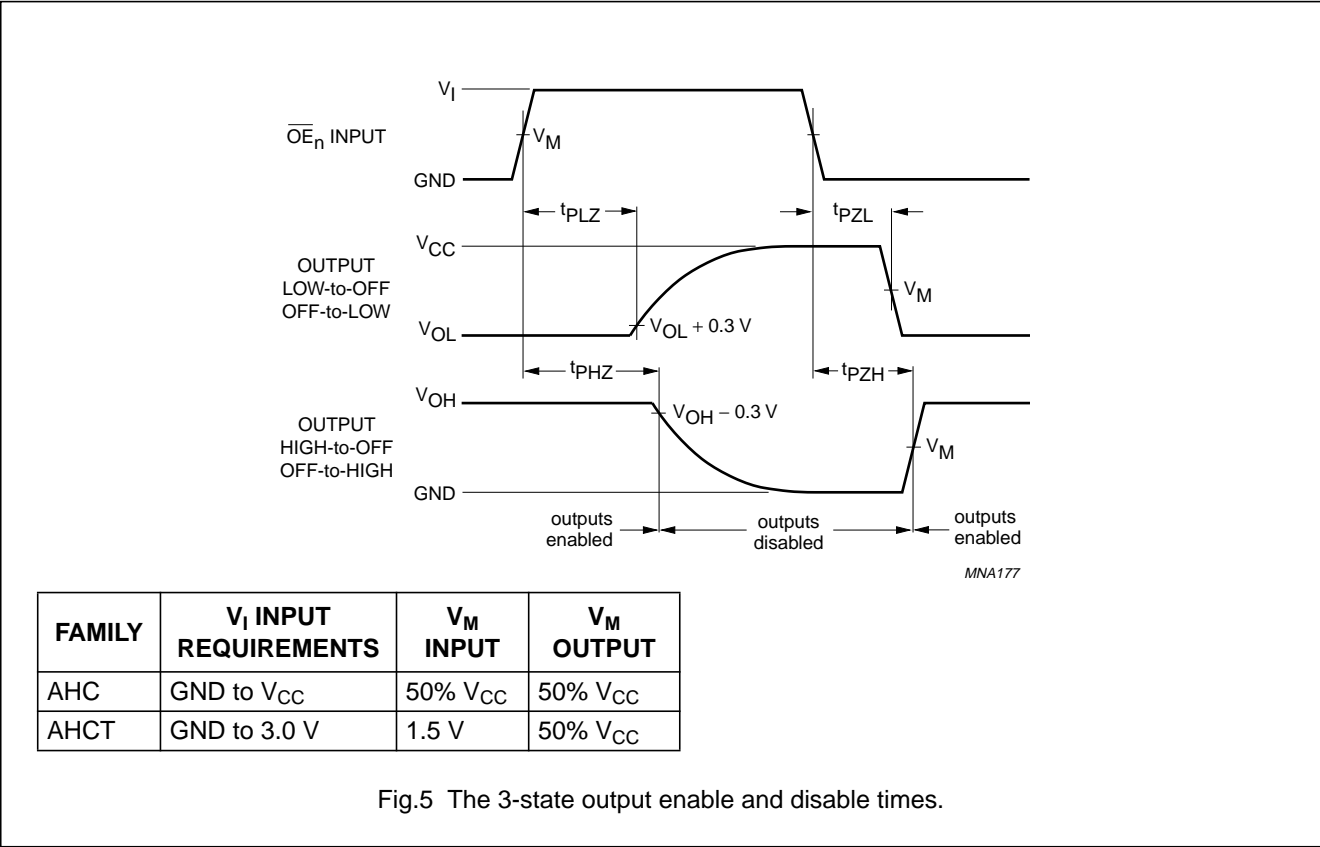 V_I
OE_n INPUT
V_M
GND
t_PLZ
t_PZL
V_CC
OUTPUT
LOW-to-OFF
OFF-to-LOW
V_M
V_OL
V_OL + 0.3 V
t_PHZ
t_PZH
V_OH
V_OH − 0.3 V
OUTPUT
HIGH-to-OFF
OFF-to-HIGH
V_M
GND
outputs
enabled
outputs
disabled
outputs
enabled
MNA177
FAMILY V_I INPUT REQUIREMENTS V_M INPUT V_M OUTPUT
AHC GND to V_CC 50% V_CC 50% V_CC
AHCT GND to 3.0 V 1.5 V 50% V_CC
Fig.5 The 3-state output enable and disable times.